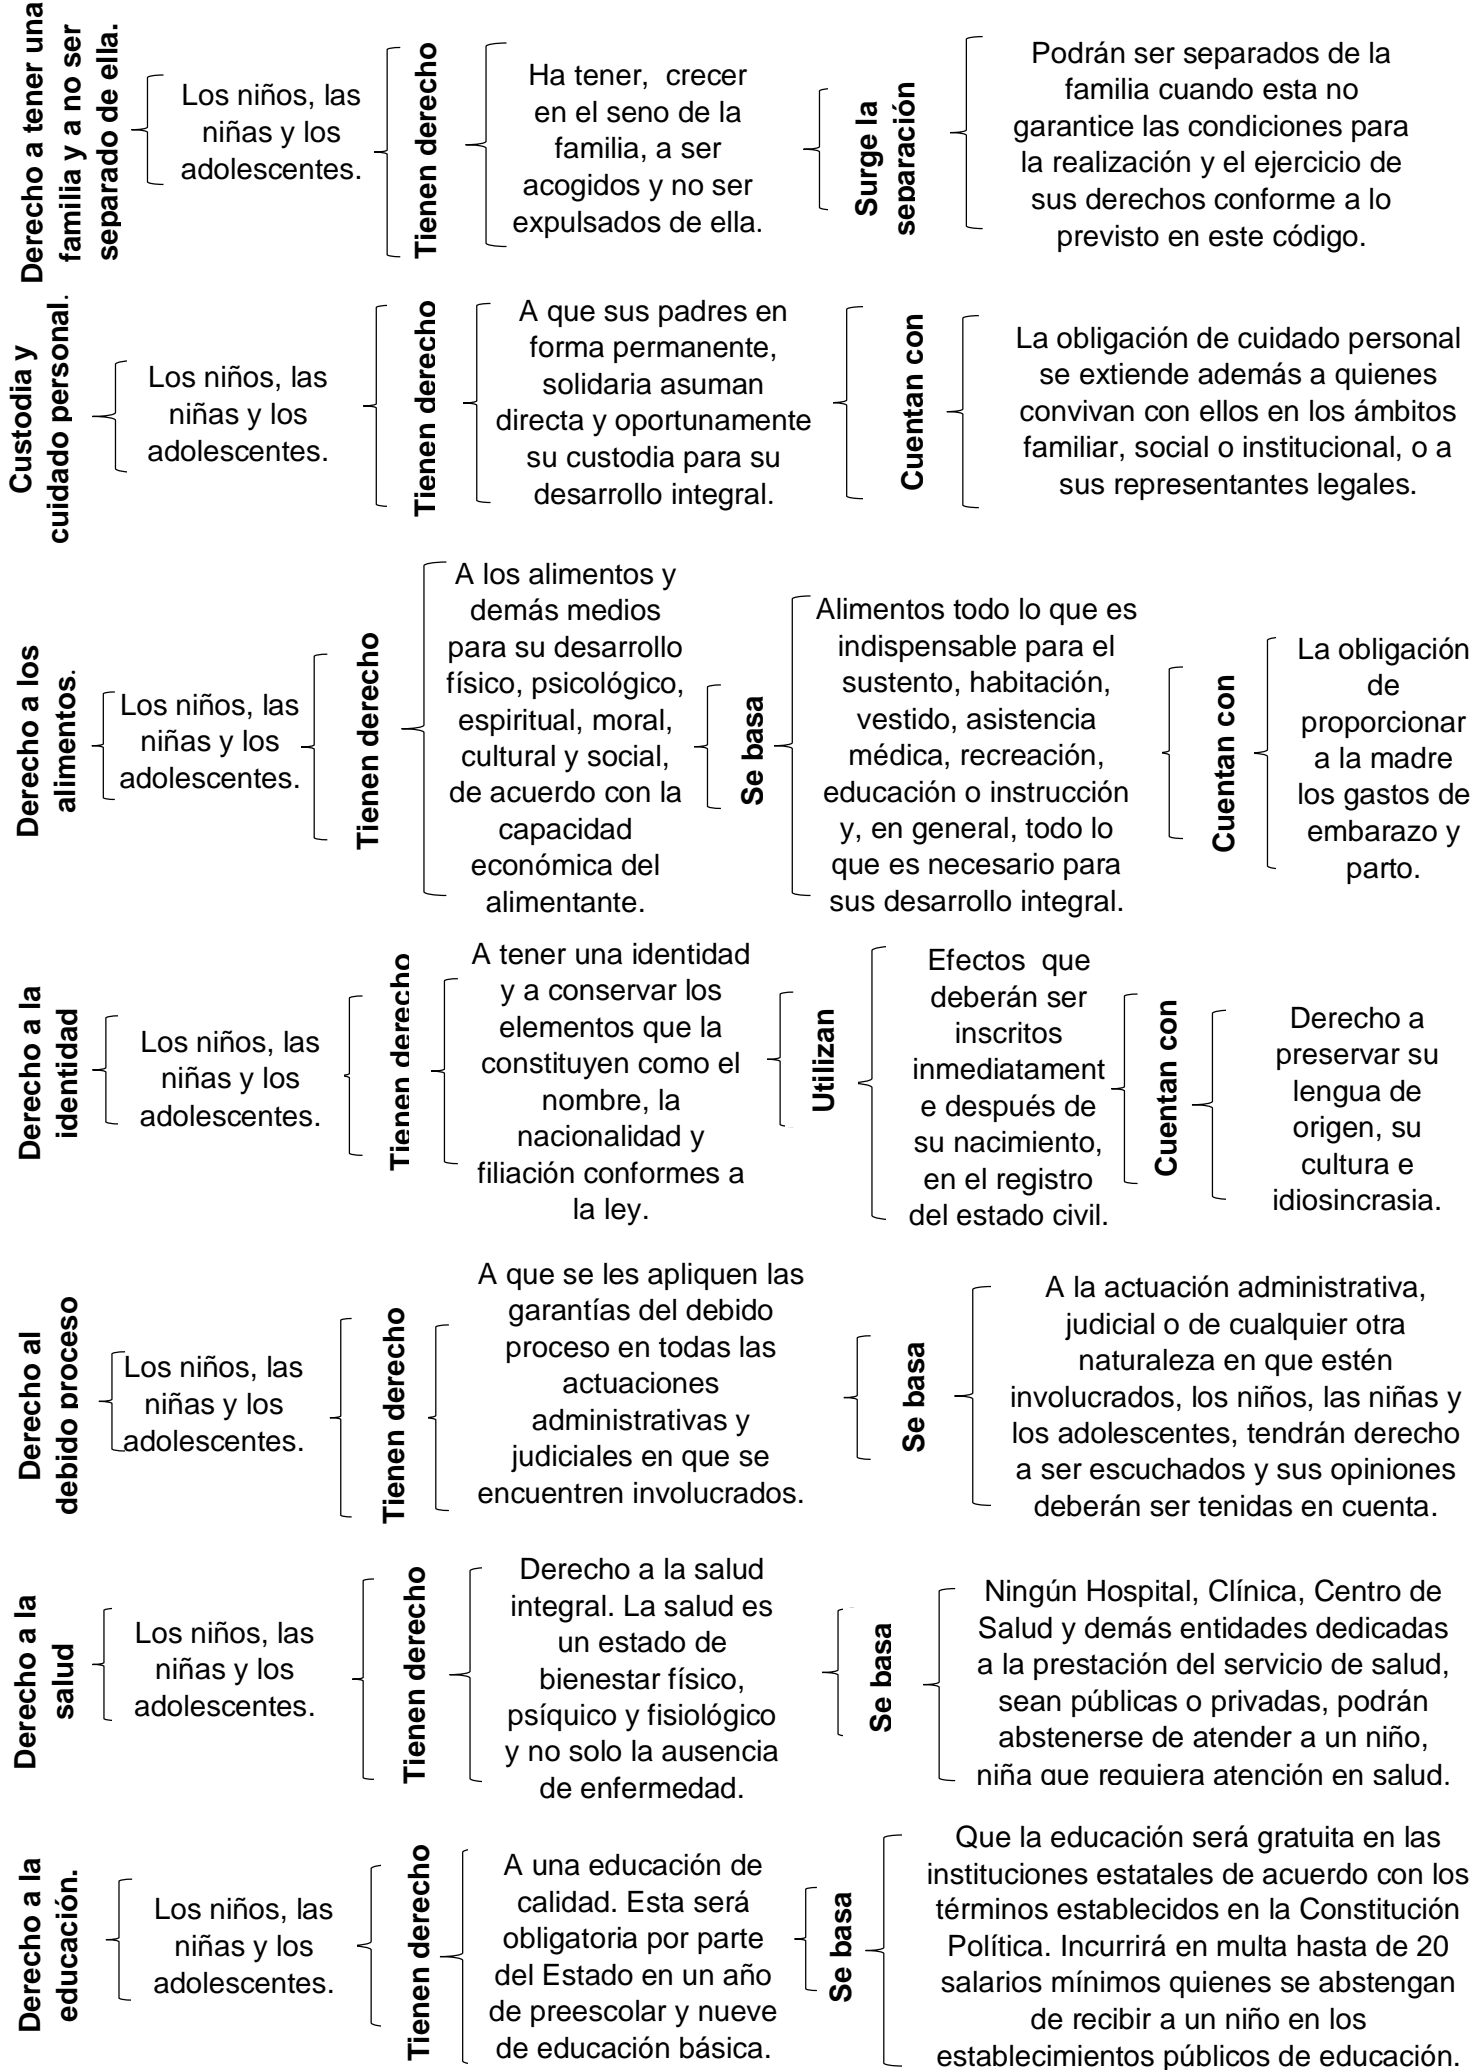 Derecho a tener una
familia y a no ser
separado de ella.
Los niños, las
niñas y los
adolescentes.
Tienen derecho
Ha tener, crecer
en el seno de la
familia, a ser
acogidos y no ser
expulsados de ella.
Surge la
separación
Podrán ser separados de la
familia cuando esta no
garantice las condiciones para
la realización y el ejercicio de
sus derechos conforme a lo
previsto en este código.
Custodia y
cuidado personal.
Los niños, las
niñas y los
adolescentes.
Tienen derecho
A que sus padres en
forma permanente,
solidaria asuman
directa y oportunamente
su custodia para su
desarrollo integral.
Cuentan con
La obligación de cuidado personal
se extiende además a quienes
convivan con ellos en los ámbitos
familiar, social o institucional, o a
sus representantes legales.
Derecho a los
alimentos.
Los niños, las
niñas y los
adolescentes.
Tienen derecho
A los alimentos y
demás medios
para su desarrollo
físico, psicológico,
espiritual, moral,
cultural y social,
de acuerdo con la
capacidad
económica del
alimentante.
Se basa
Alimentos todo lo que es
indispensable para el
sustento, habitación,
vestido, asistencia
médica, recreación,
educación o instrucción
y, en general, todo lo
que es necesario para
sus desarrollo integral.
Cuentan con
La obligación
de
proporcionar
a la madre
los gastos de
embarazo y
parto.
Derecho a la
identidad
Los niños, las
niñas y los
adolescentes.
Tienen derecho
A tener una identidad
y a conservar los
elementos que la
constituyen como el
nombre, la
nacionalidad y
filiación conformes a
la ley.
Utilizan
Efectos que
deberán ser
inscritos
inmediatament
e después de
su nacimiento,
en el registro
del estado civil.
Cuentan con
Derecho a
preservar su
lengua de
origen, su
cultura e
idiosincrasia.
Derecho al
debido proceso
Los niños, las
niñas y los
adolescentes.
Tienen derecho
A que se les apliquen las
garantías del debido
proceso en todas las
actuaciones
administrativas y
judiciales en que se
encuentren involucrados.
Se basa
A la actuación administrativa,
judicial o de cualquier otra
naturaleza en que estén
involucrados, los niños, las niñas y
los adolescentes, tendrán derecho
a ser escuchados y sus opiniones
deberán ser tenidas en cuenta.
Derecho a la
salud
Los niños, las
niñas y los
adolescentes.
Tienen derecho
Derecho a la salud
integral. La salud es
un estado de
bienestar físico,
psíquico y fisiológico
y no solo la ausencia
de enfermedad.
Se basa
Ningún Hospital, Clínica, Centro de
Salud y demás entidades dedicadas
a la prestación del servicio de salud,
sean públicas o privadas, podrán
abstenerse de atender a un niño,
niña que requiera atención en salud.
Derecho a la
educación.
Los niños, las
niñas y los
adolescentes.
Tienen derecho
A una educación de
calidad. Esta será
obligatoria por parte
del Estado en un año
de preescolar y nueve
de educación básica.
Se basa
Que la educación será gratuita en las
instituciones estatales de acuerdo con los
términos establecidos en la Constitución
Política. Incurrirá en multa hasta de 20
salarios mínimos quienes se abstengan
de recibir a un niño en los
establecimientos públicos de educación.